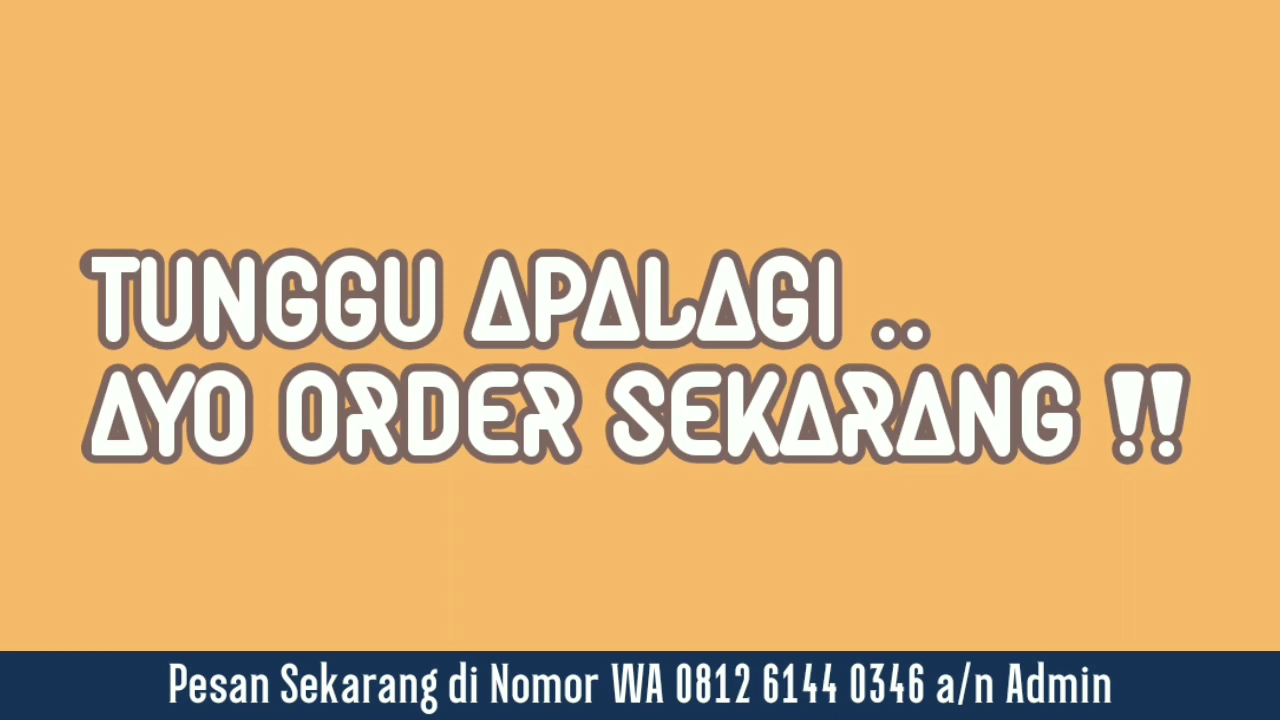 TUNGGU APALAGI ..
AYO ORDER SEKARANG !!
Pesan Sekarang di Nomor WA 0812 6144 0346 a/n Admin